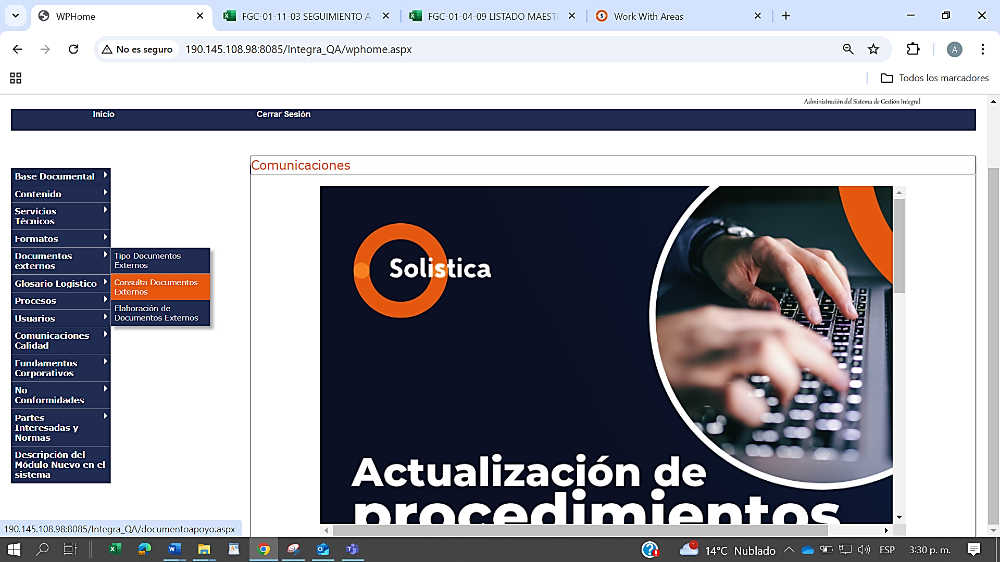 WPHome
FGC-01-11-03 SEGUIMIENTO A
FGC-01-04-09 LISTADO MAEST
Work With Areas
No es seguro
190.145.108.98:8085/Integra_QA/wphome.aspx
A
Todos los marcadores
Administración del Sistema de Gestión Integral
Inicio
Cerrar Sesión
Comunicaciones
Base Documental
Contenido
Servicios
Técnicos
Formatos
Documentos
externos
Glosario Logistico
Procesos
Usuarios
Comunicaciones
Calidad
Fundamentos
Corporativos
No
Conformidades
Partes
Interesadas y
Normas
Descripción del
Módulo Nuevo en el
sistema
Tipo Documentos
Externos
Consulta Documentos
Externos
Elaboración de
Documentos Externos
Solistica
Actualización de
procedimientos
190.145.108.98:8085/Integra_QA/documentoapoyo.aspx
1
14°C Nublado
ESP
3:30 p. m.